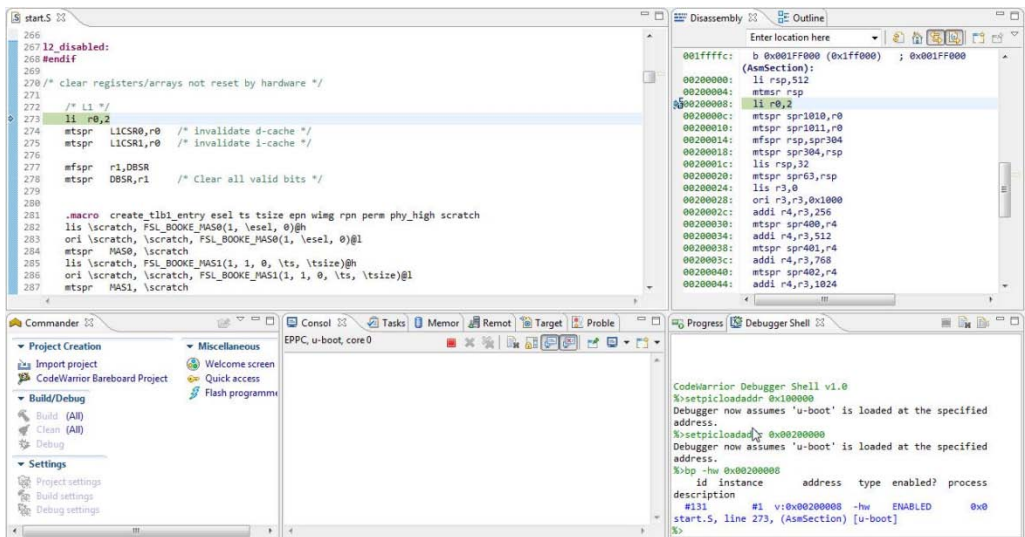 start.S
266
267 l2_disabled:
268 #endif
269
270 /* clear registers/arrays not reset by hardware */
271
272 /* L1 */
273 li r0,2
274 mtspr L1CSR0,r0 /* invalidate d-cache */
275 mtspr L1CSR1,r0 /* invalidate i-cache */
276
277 mfspr r1,DBSR
278 mtspr DBSR,r1 /* Clear all valid bits */
279
280
281 .macro create_tlb1_entry esel ts tsize epn wimg rpn perm phy_high scratch
282 lis \scratch, FSL_BOOKE_MAS0(1, \esel, 0)@h
283 ori \scratch, \scratch, FSL_BOOKE_MAS0(1, \esel, 0)@l
284 mtspr MAS0, \scratch
285 lis \scratch, FSL_BOOKE_MAS1(1, 1, 0, \ts, \tsize)@h
286 ori \scratch, \scratch, FSL_BOOKE_MAS1(1, 1, 0, \ts, \tsize)@l
287 mtspr MAS1, \scratch
Disassembly Outline
Enter location here
001ffffc: b 0x001FF000 (0x1ff000) ; 0x001FF000
(AsmSection):
00200000: li rsp,512
00200004: mtmsr rsp
00200008: li r0,2
0020000c: mtspr spr1010,r0
00200010: mtspr spr1011,r0
00200014: mfspr rsp,spr304
00200018: mtspr spr304,rsp
0020001c: lis rsp,32
00200020: mtspr spr63,rsp
00200024: lis r3,0
00200028: ori r3,r3,0x1000
0020002c: addi r4,r3,256
00200030: mtspr spr400,r4
00200034: addi r4,r3,512
00200038: mtspr spr401,r4
0020003c: addi r4,r3,768
00200040: mtspr spr402,r4
00200044: addi r4,r3,1024
Commander
Project Creation
Import project
CodeWarrior Bareboard Project
Build/Debug
Build (All)
Clean (All)
Debug
Settings
Project settings
Build settings
Debug settings
Miscellaneous
Welcome screen
Quick access
Flash programme
Consol Tasks Memor Remot Target Proble
EPPC, u-boot, core 0
Progress Debugger Shell
CodeWarrior Debugger Shell v1.0
%>setpicloadaddr 0x100000
Debugger now assumes 'u-boot' is loaded at the specified
address.
%>setpicloadaddr 0x00200000
Debugger now assumes 'u-boot' is loaded at the specified
address.
%>bp -hw 0x00200008
id instance address type enabled? process
description
#131 #1 v:0x00200008 -hw ENABLED 0x0
start.S, line 273, (AsmSection) [u-boot]
%>